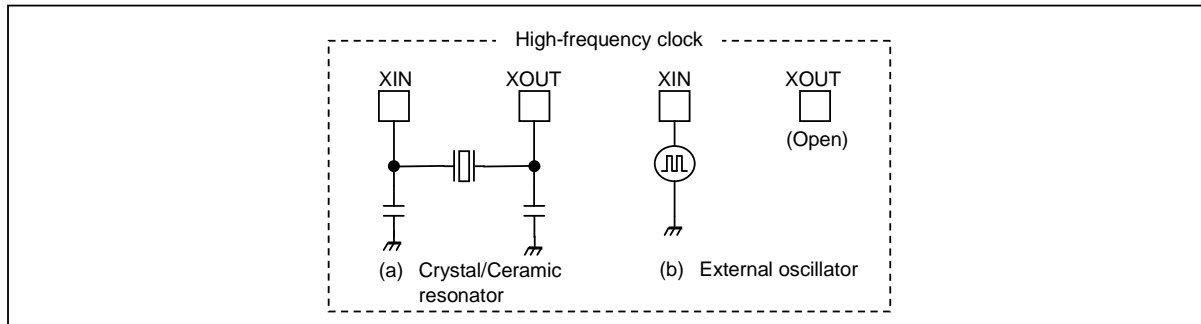 High-frequency clock
XIN XOUT XIN XOUT
(Open)
(a) Crystal/Ceramic
resonator
(b) External oscillator